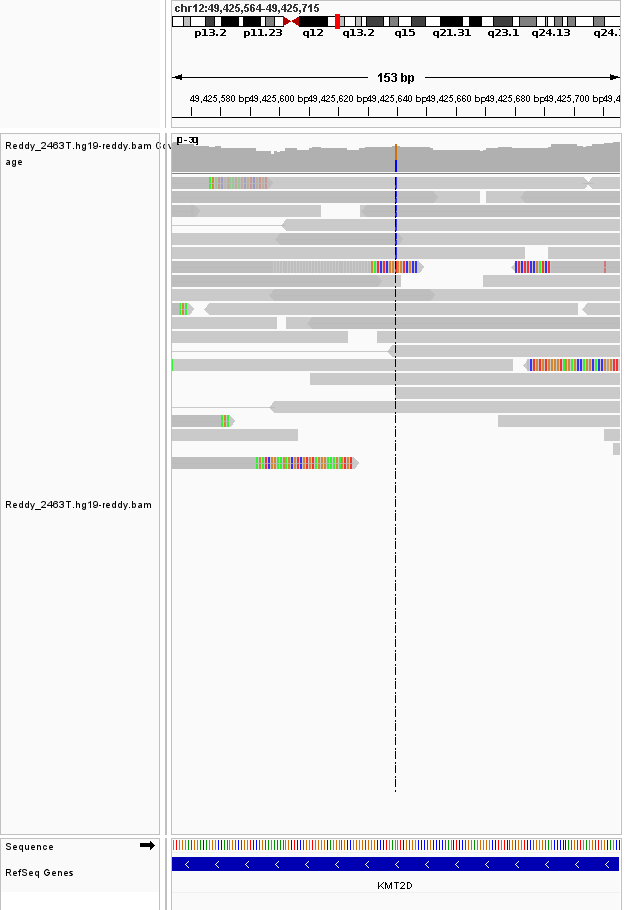 chr12:49,425,564-49,425,715
p13.2 p11.23 q12 q13.2 q15 q21.31 q23.1 q24.13 q24.
153 bp
49,425,580 bp 49,425,600 bp 49,425,620 bp 49,425,640 bp 49,425,660 bp 49,425,680 bp 49,425,700 bp 49,4
Reddy_2463T.hg19-reddy.bam Cov
age
Reddy_2463T.hg19-reddy.bam
Sequence
RefSeq Genes
KMT2D